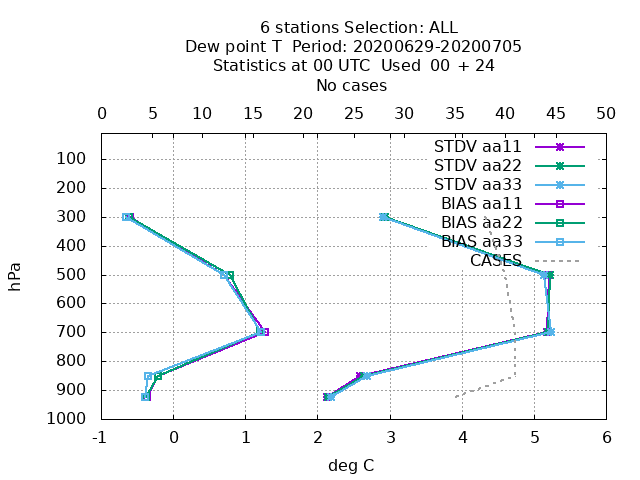 6 stations Selection: ALL
Dew point T  Period: 20200629-20200705
Statistics at 00 UTC  Used  00 + 24
No cases
0 5 10 15 20 25 30 35 40 45 50
STDV aa11
STDV aa22
STDV aa33
BIAS aa11
BIAS aa22
BIAS aa33
CASES
100
200
300
400
500
600
700
800
900
1000
hPa
-1 0 1 2 3 4 5 6
deg C